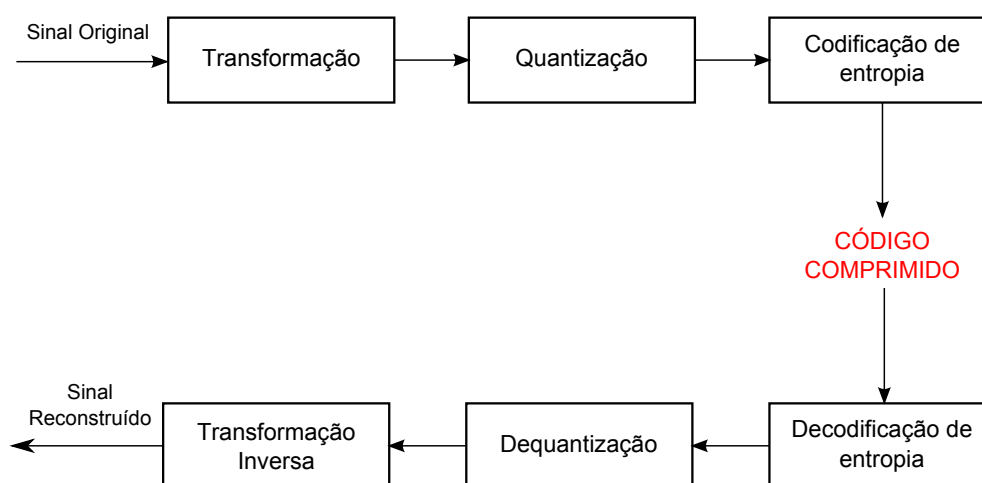 Sinal Original
Transformação
Quantização
Codificação de
entropia
CÓDIGO
COMPRIMIDO
Decodificação de
entropia
Dequantização
Transformação
Inversa
Sinal
Reconstruído